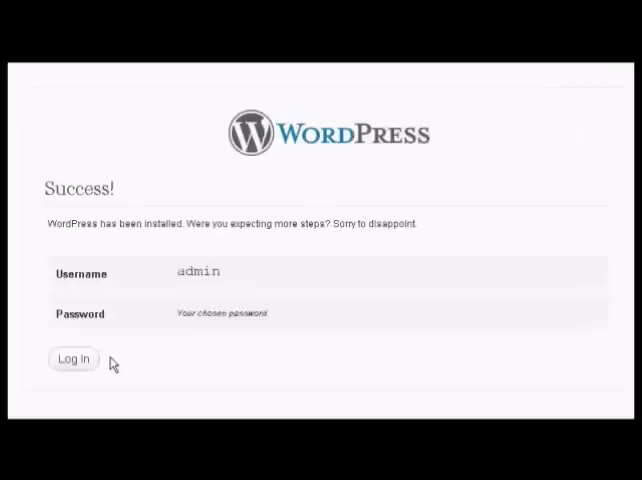 WORDPRESS
Success!
WordPress has been installed. Were you expecting more steps? Sorry to disappoint.
Username admin
Password Your chosen password.
Log In